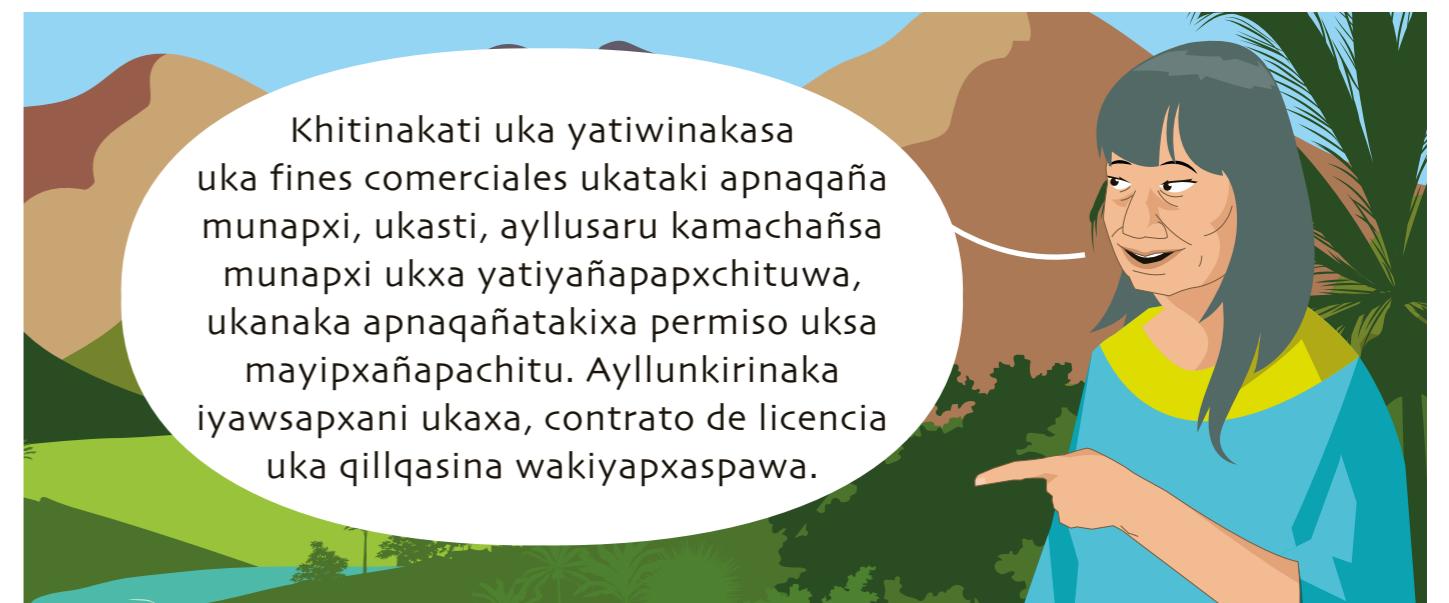 Khitinakati uka yatiwinakasa
uka fines comerciales ukataki apnaqaña
munapxi, ukasti, ayllusaru kamachañsa
munapxi ukxa yatiyañapapxchituwa,
ukanaka apnaqañatakixa permiso uksa
mayipxañapachitu. Ayllunkirinaka
iyawsapxani ukaxa, contrato de licencia
uka qillqasina wakiyapxaspawa.